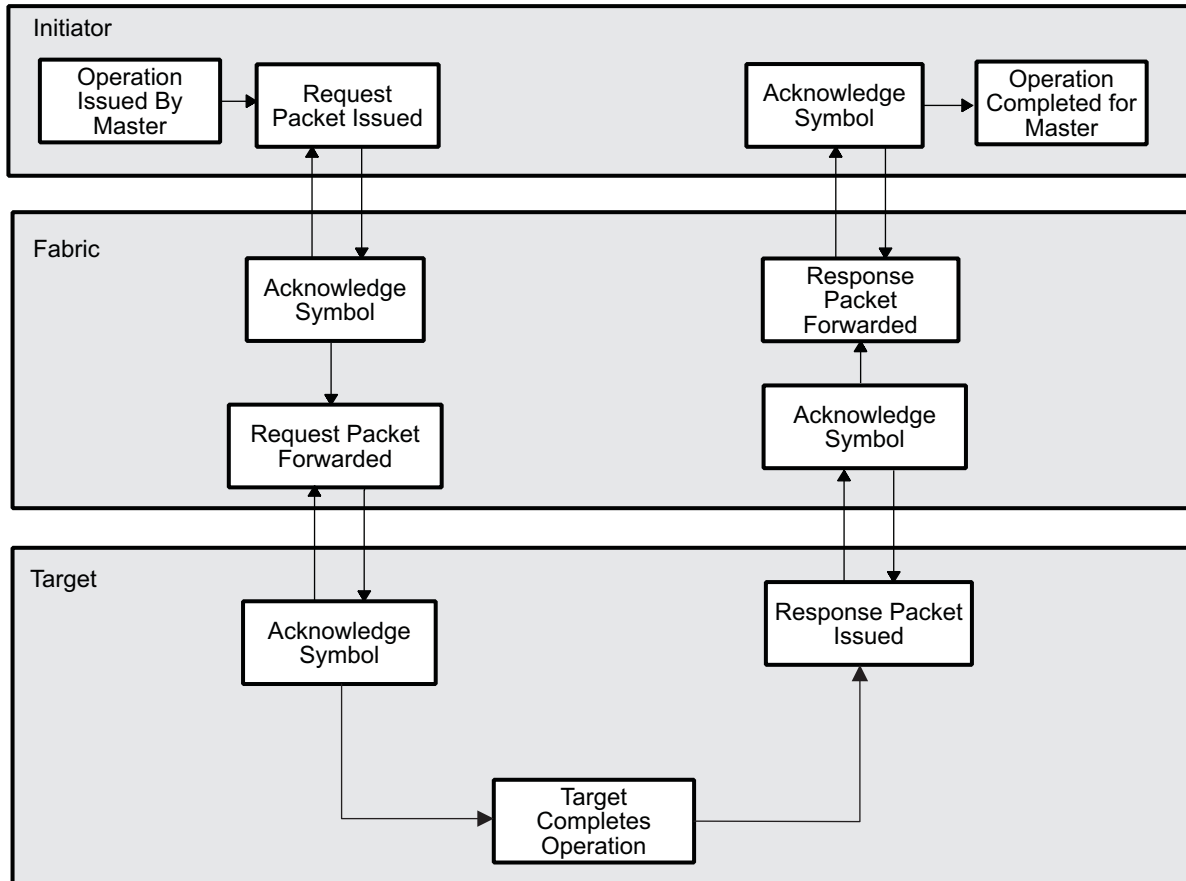 Initiator
Operation
Issued By
Master
Request
Packet Issued
Acknowledge
Symbol
Operation
Completed for
Master
Fabric
Acknowledge
Symbol
Response
Packet
Forwarded
Request Packet
Forwarded
Acknowledge
Symbol
Target
Acknowledge
Symbol
Response Packet
Issued
Target
Completes
Operation